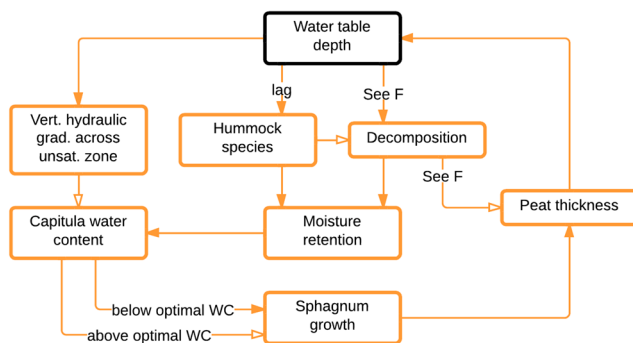 Water table
depth
lag
See F
Vert. hydraulic
grad. across
unsat. zone
Hummock
species
Decomposition
See F
Peat thickness
Capitula water
content
Moisture
retention
below optimal WC
above optimal WC
Sphagnum
growth